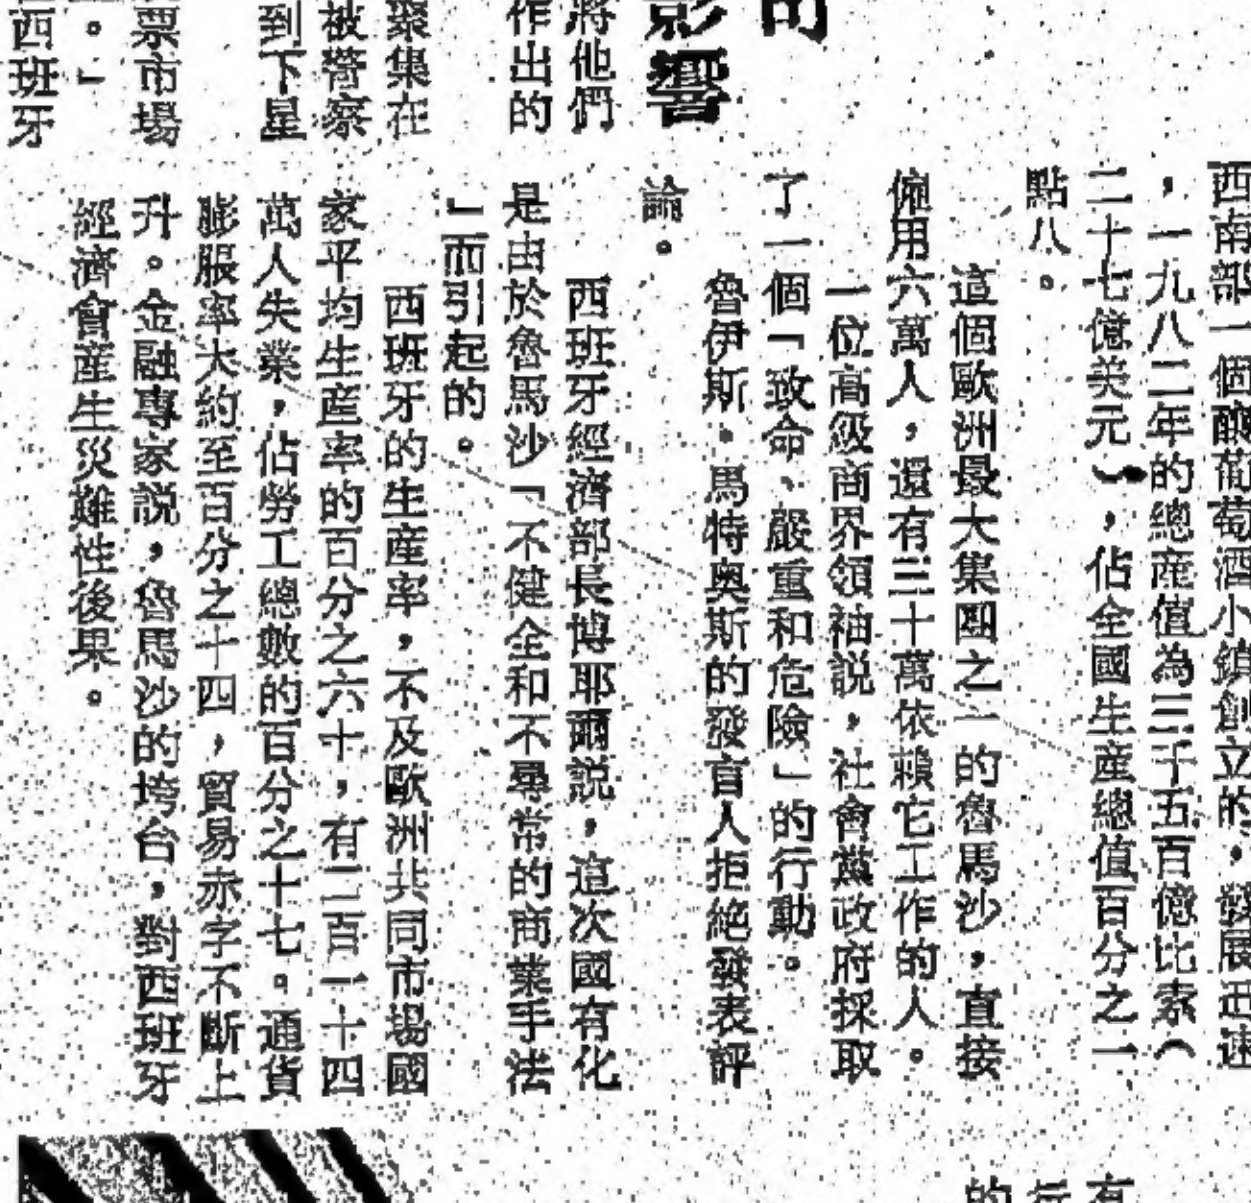 的
影響
將他們
作出的
聚集在
被警察
到下星
票市場
。」
西班牙
西南部一個釀葡萄酒小鎮創立的，發展迅速
，一九八二年的總産值為三千五百億比索（
二十七億美元），佔全國生産總值百分之一
點八。
這個歐洲最大集團之一的魯馬沙，直接
僱用六萬人，還有三十萬依賴它工作的人。
一位高級商界領袖説，社會黨政府採取
了一個「致命、嚴重和危險」的行動。
魯伊斯·馬特奧斯的發言人拒絕發表評
論。
西班牙經濟部長博耶爾説，這次國有化
是由於魯馬沙「不健全和不尋常的商業手法
」而引起的。
西班牙的生産率，不及歐洲共同市場國
家平均生産率的百分之六十，有二百一十四
萬人失業，佔勞工總數的百分之十七。通貨
膨脹率大約至百分之十四，貿易赤字不斷上
升。金融專家説，魯馬沙的垮台，對西班牙
經濟會産生災難性後果。
有
行
的